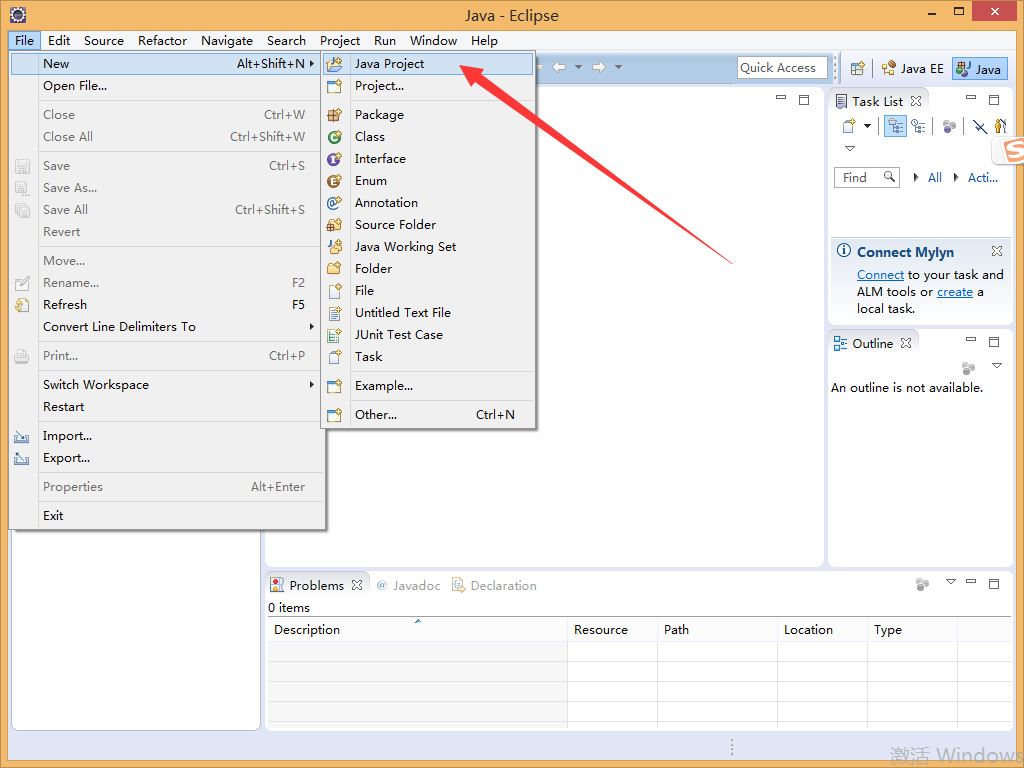 Java - Eclipse
File Edit Source Refactor Navigate Search Project Run Window Help
New Alt+Shift+N
Open File...
Close Ctrl+W
Close All Ctrl+Shift+W
Save Ctrl+S
Save As...
Save All Ctrl+Shift+S
Revert
Move...
Rename... F2
Refresh F5
Convert Line Delimiters To
Print... Ctrl+P
Switch Workspace
Restart
Import...
Export...
Properties Alt+Enter
Exit
Java Project
Project...
Package
Class
Interface
Enum
Annotation
Source Folder
Java Working Set
Folder
File
Untitled Text File
JUnit Test Case
Task
Example...
Other... Ctrl+N
Quick Access
Java EE
Java
Task List
Find
All
Acti...
Connect Mylyn
Connect to your task and
ALM tools or create a
local task.
Outline
An outline is not available.
Problems @ Javadoc Declaration
0 items
Description Resource Path Location Type
激活 Windows